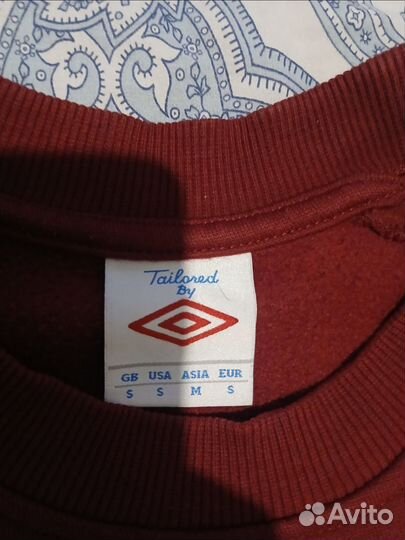 Tailored
By
GB USA ASIA EUR
S S M S
Avito